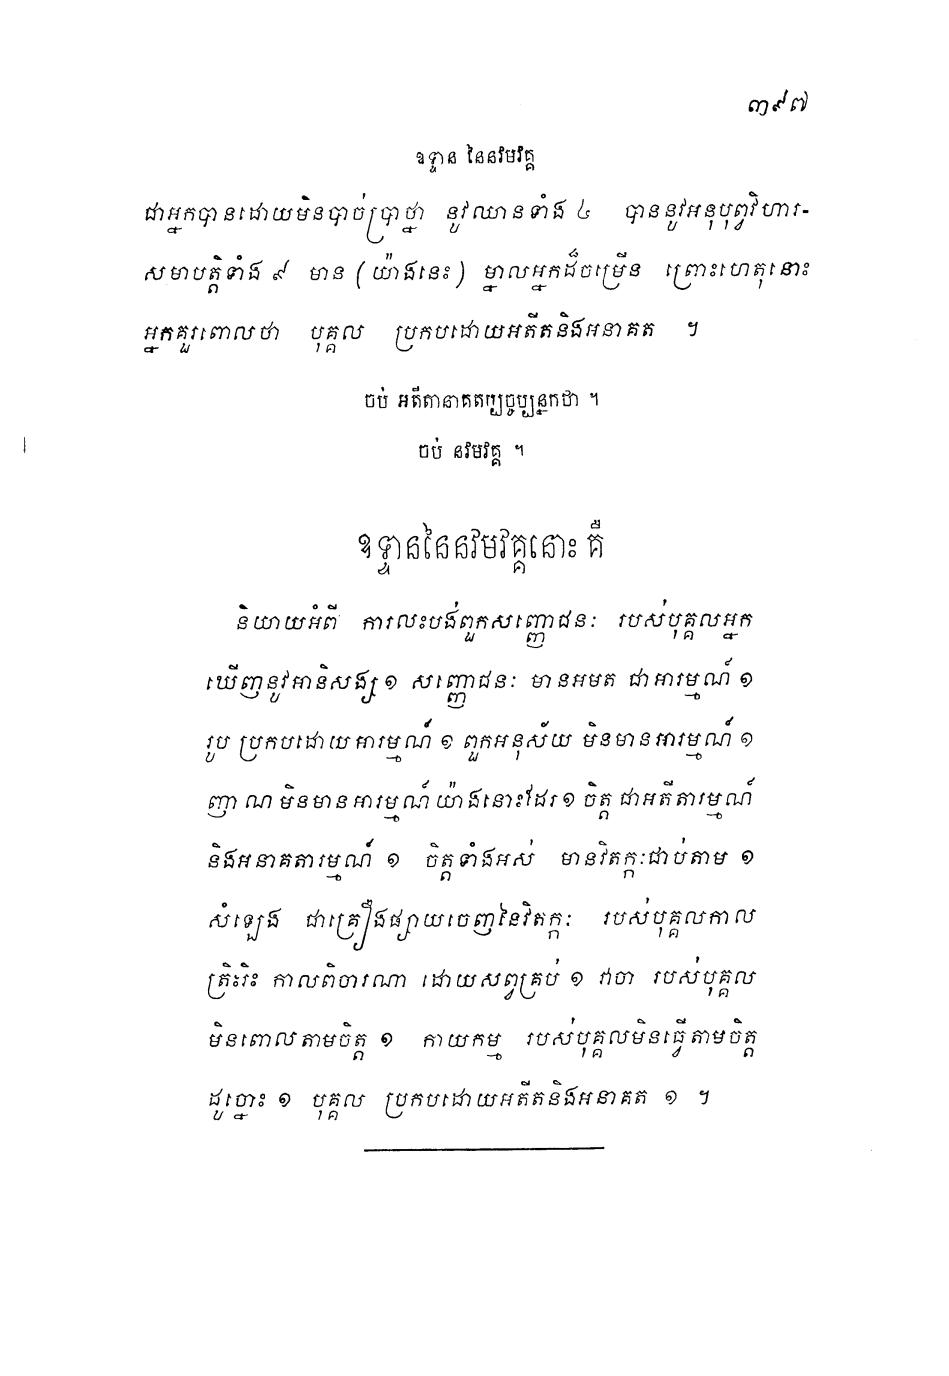 ៣៩៧
ឧទ្ទាន នៃនវមវគ្គ
ជាអ្នកបានដោយមិនបាច់ប្រាថ្នា នូវឈានទាំង ៤ បាននូវអនុបុព្វវិហារ-
សមាបត្តិទាំង ៩ មាន (យ៉ាងនេះ) ម្នាលអ្នកដ៏ចម្រើន ព្រោះហេតុនោះ
អ្នកគួរពោលថា បុគ្គល ប្រកបដោយអតីតនិងអនាគត ។
ចប់ អតីតានាគតប្បច្ចុប្បន្នកថា ។
ចប់ នវមវគ្គ ។
ឧទ្ទាននៃនវមវគ្គនោះ គឺ
និយាយអំពី ការលះបង់ពួកសញ្ញោជនៈ របស់បុគ្គលអ្នក
ឃើញនូវអានិសង្ស ១ សញ្ញោជនៈ មានអមត ជាអារម្មណ៍ ១
រូប ប្រកបដោយអារម្មណ៍ ១ ពួកអនុស័យ មិនមានអារម្មណ៍ ១
ញាណ មិនមានអារម្មណ៍ យ៉ាងនោះដែរ ១ ចិត្ត ជាអតីតារម្មណ៍
និងអនាគតារម្មណ៍ ១ ចិត្តទាំងអស់ មានវិតក្កៈជាប់តាម ១
សំឡេង ជាគ្រឿងផ្សាយចេញនៃវិតក្កៈ របស់បុគ្គលកាល
ត្រិះរិះ កាលពិចារណា ដោយសព្វគ្រប់ ១ វាចា របស់បុគ្គល
មិនពោលតាមចិត្ត ១ កាយកម្ម របស់បុគ្គលមិនធ្វើតាមចិត្ត
ដូច្នោះ ១ បុគ្គល ប្រកបដោយអតីតនិងអនាគត ១ ។